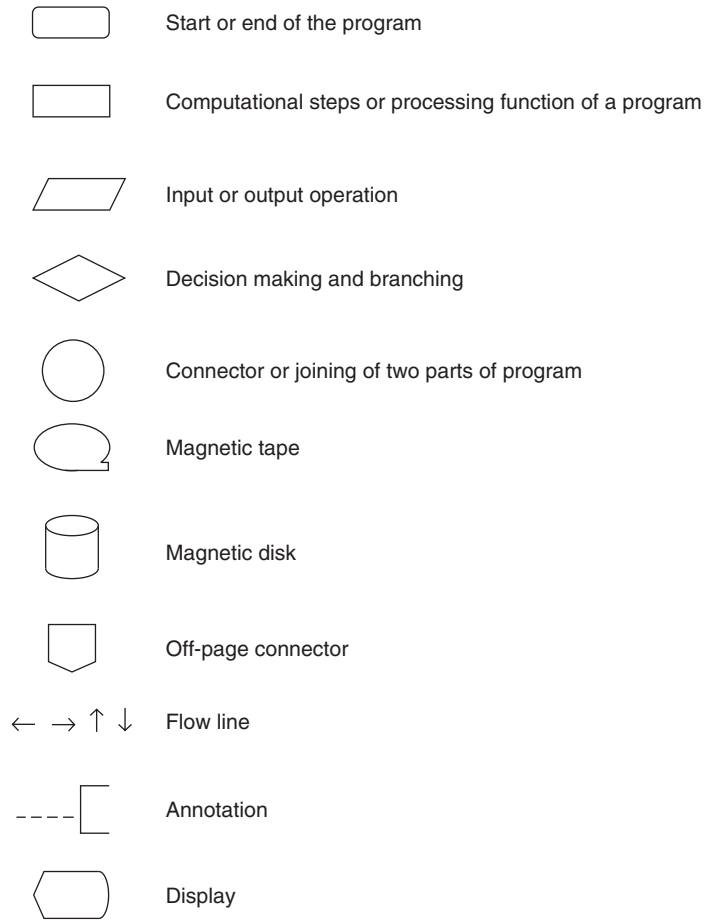 Start or end of the program
Computational steps or processing function of a program
Input or output operation
Decision making and branching
Connector or joining of two parts of program
Magnetic tape
Magnetic disk
Off-page connector
Flow line
Annotation
Display